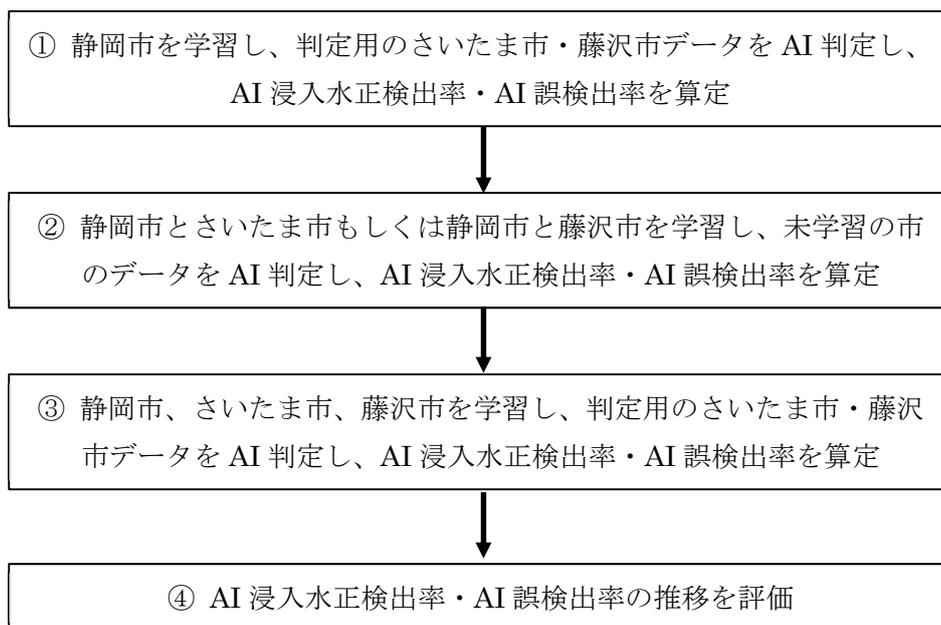 ① 静岡市を学習し、判定用のさいたま市・藤沢市データを AI 判定し、
AI 浸入水正検出率・AI 誤検出率を算定
② 静岡市とさいたま市もしくは静岡市と藤沢市を学習し、未学習の市
のデータを AI 判定し、AI 浸入水正検出率・AI 誤検出率を算定
③ 静岡市、さいたま市、藤沢市を学習し、判定用のさいたま市・藤沢
市データを AI 判定し、AI 浸入水正検出率・AI 誤検出率を算定
④ AI 浸入水正検出率・AI 誤検出率の推移を評価